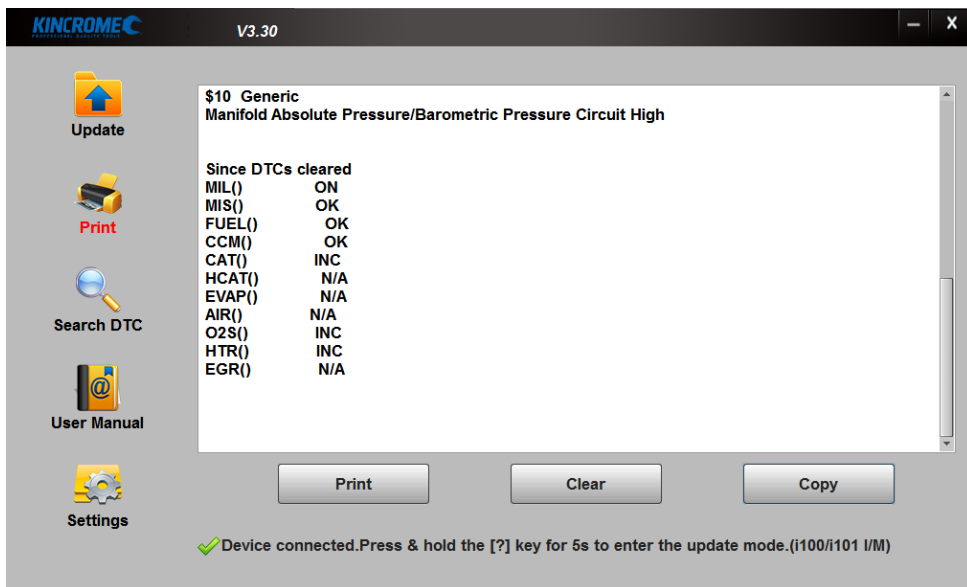 KINCROME
PROFESSIONAL QUALITY TOOLS
V3.30
Update
Print
Search DTC
User Manual
Settings
$10 Generic
Manifold Absolute Pressure/Barometric Pressure Circuit High
Since DTCs cleared
MIL() ON
MIS() OK
FUEL() OK
CCM() OK
CAT() INC
HCAT() N/A
EVAP() N/A
AIR() N/A
O2S() INC
HTR() INC
EGR() N/A
Print Clear Copy
Device connected.Press & hold the [?] key for 5s to enter the update mode.(i100/i101 I/M)